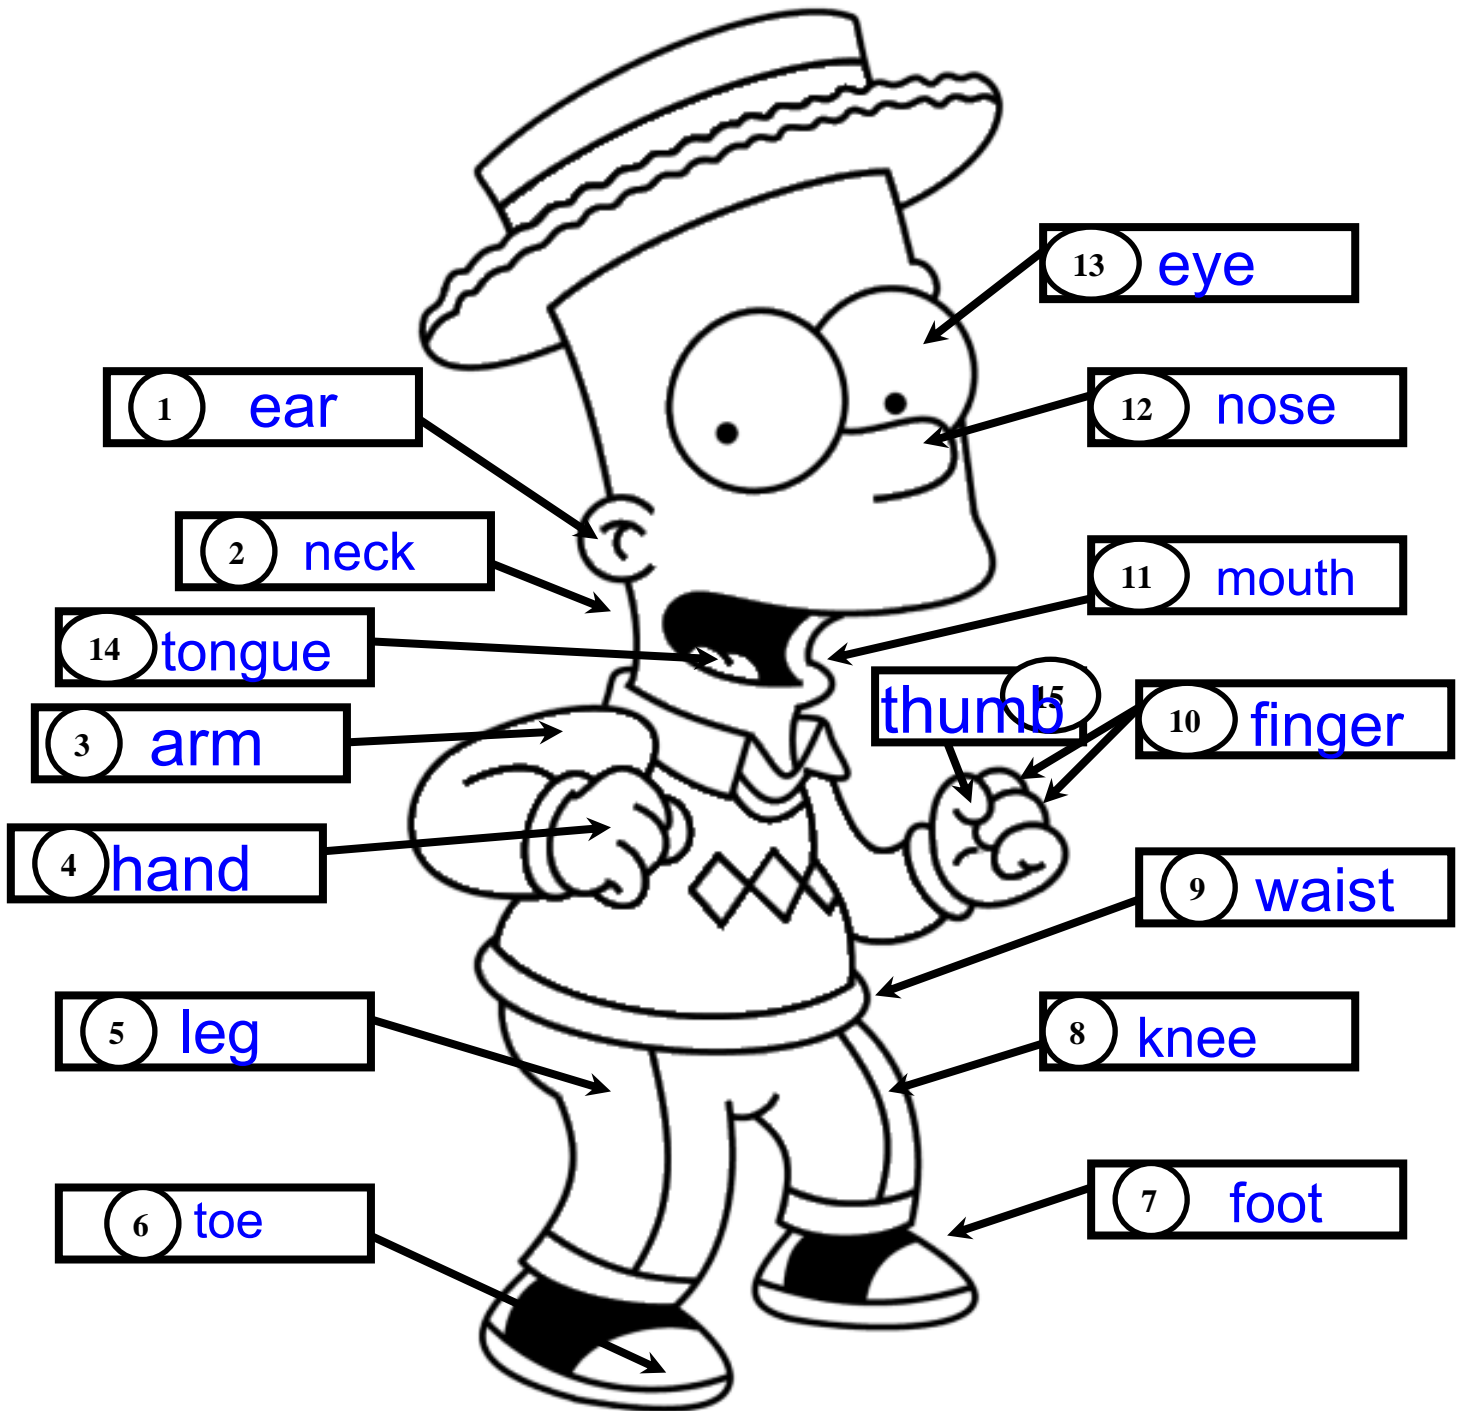 13 eye
1 ear
12 nose
2 neck
11 mouth
14 tongue
thumb 15
10 finger
3 arm
4 hand
9 waist
5 leg
8 knee
7 foot
6 toe